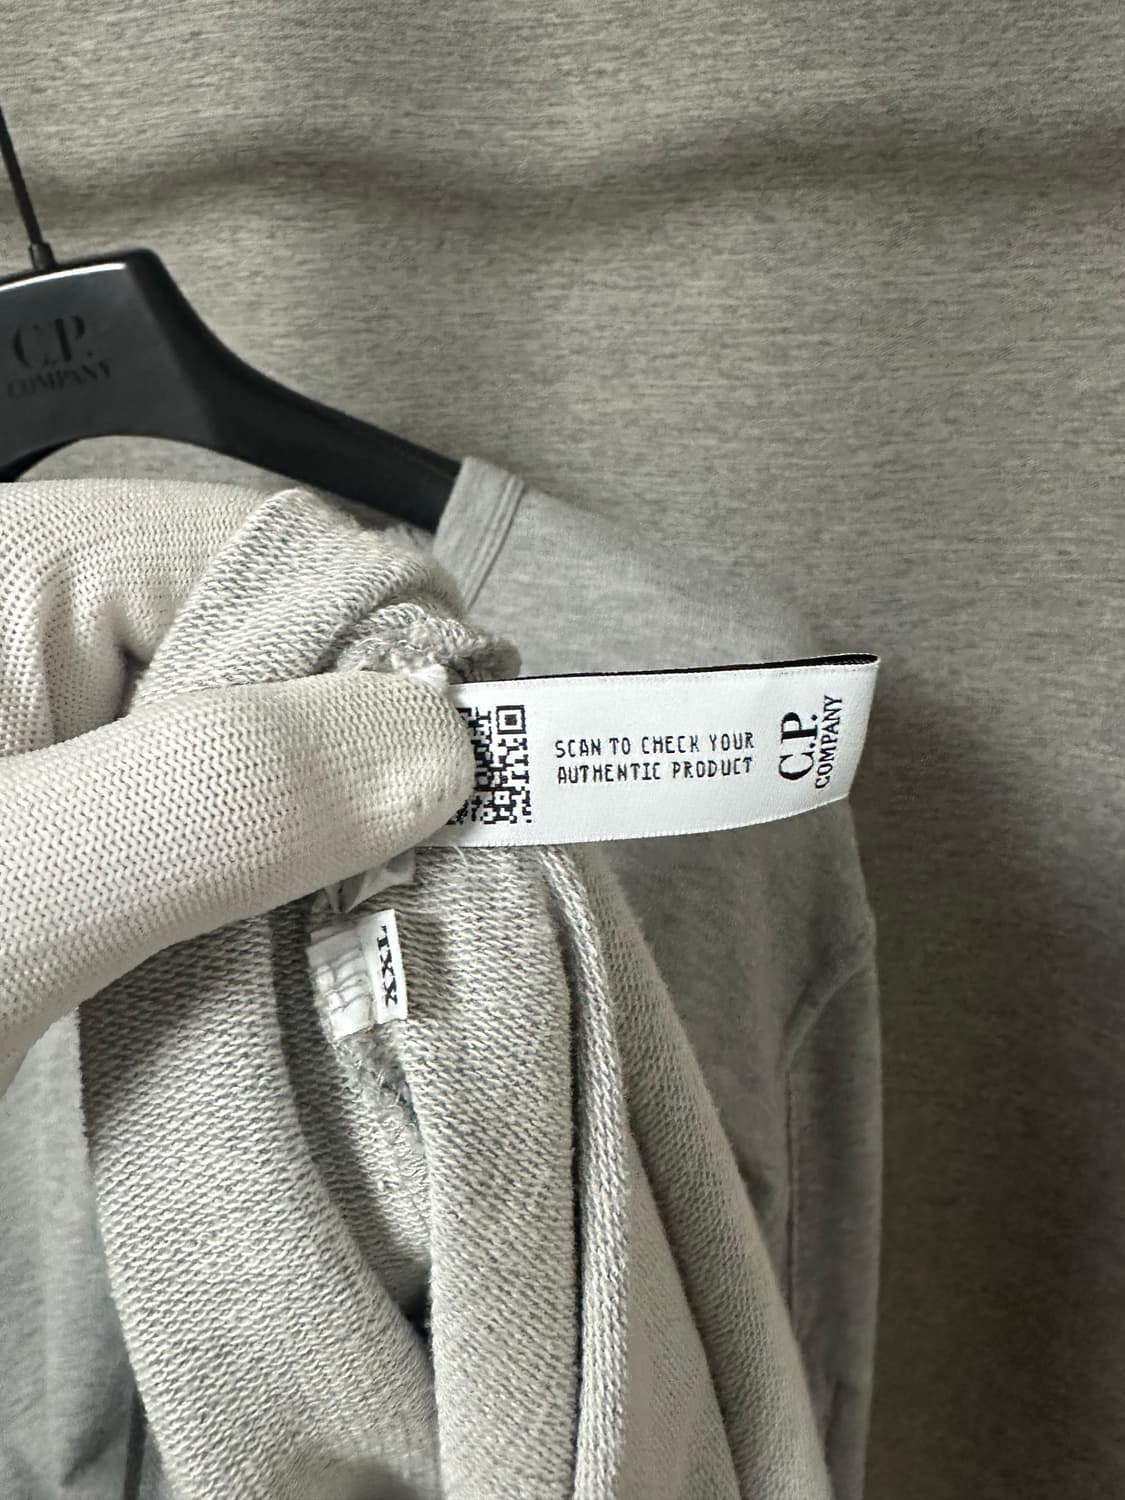 C.P.
COMPANY
SCAN TO CHECK YOUR
AUTHENTIC PRODUCT
C.P.
COMPANY
XXL